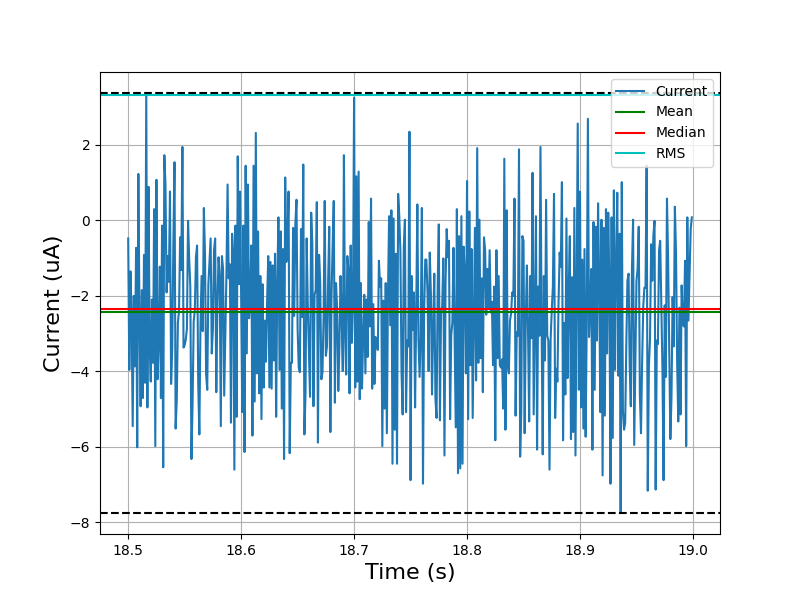 Current
Mean
Median
RMS
2
0
−2
−4
−6
−8
Current (uA)
18.5 18.6 18.7 18.8 18.9 19.0
Time (s)